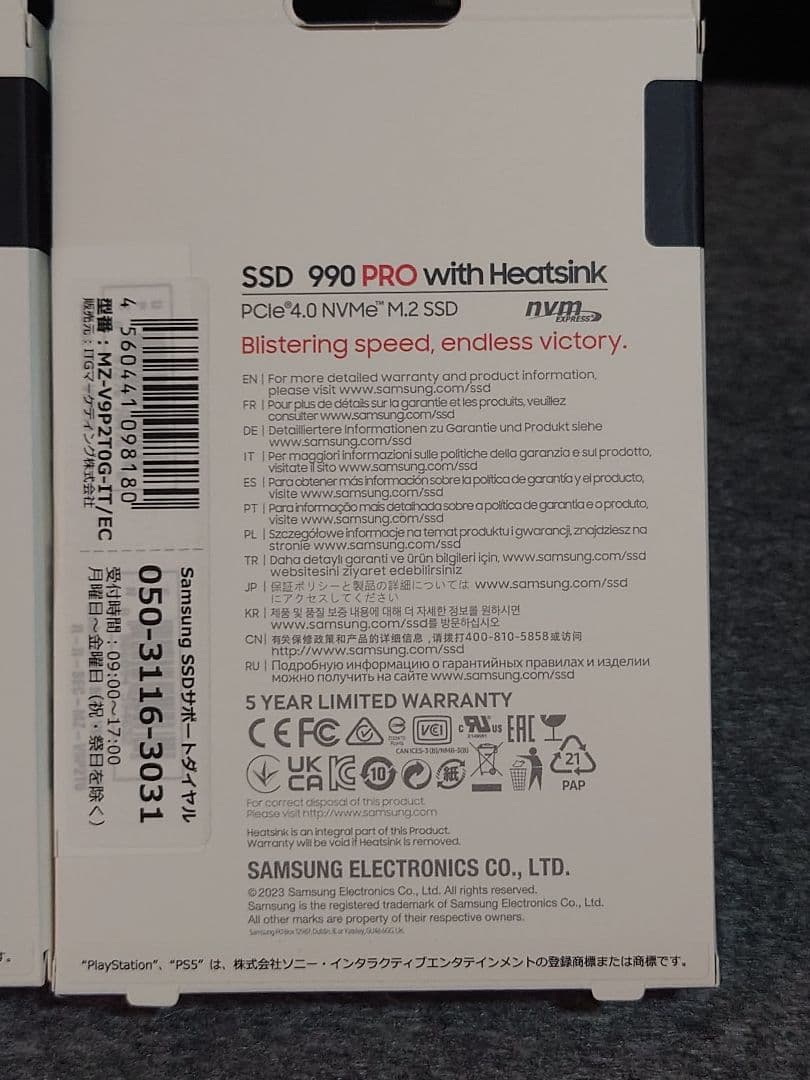 SSD 990 PRO with Heatsink
PCIe®4.0 NVMe™ M.2 SSD
nvm
EXPRESS
Blistering speed, endless victory.
EN | For more detailed warranty and product information,
please visit www.samsung.com/ssd
FR | Pour plus de détails sur la garantie et les produits, veuillez
consulter www.samsung.com/ssd
DE | Detailliertere Informationen zu Garantie und Produkt siehe
www.samsung.com/ssd
IT | Per maggiori informazioni sulle politiche della garanzia e sul prodotto,
visitate il sito www.samsung.com/ssd
ES | Para obtener más información sobre la política de garantía y el producto,
visite www.samsung.com/ssd
PT | Para informação mais detalhada sobre a política de garantia e o produto,
visite www.samsung.com/ssd
PL | Szczegółowe informacje na temat produktu i gwarancji, znajdziesz na
stronie www.samsung.com/ssd
TR | Daha detaylı garanti ve ürün bilgileri için, www.samsung.com/ssd
websitesini ziyaret edebilirsiniz
JP | 保証ポリシーと製品の詳細については www.samsung.com/ssd
にアクセスしてください
KR | 제품 및 품질 보증 내용에 대해 더 자세한 정보를 원하시면
www.samsung.com/ssd를 방문하십시오
CN | 有关保修政策和产品的详细信息 ,请拨打400-810-5858或访问
http://www.samsung.com/ssd
RU | Подробную информацию о гарантийных правилах и изделии
можно получить на сайте www.samsung.com/ssd
5 YEAR LIMITED WARRANTY
CE FC VCI c US EAC
CAN ICES-3(B)/NMB-3(B)
UK CA 10 紙 21
PAP
For correct disposal of this product.
Please visit http://www.samsung.com
Heatsink is an integral part of this Product.
Warranty will be void if Heatsink is removed.
SAMSUNG ELECTRONICS CO., LTD.
©2023 Samsung Electronics Co., Ltd. All rights reserved.
Samsung is the registered trademark of Samsung Electronics Co., Ltd.
All other marks are property of their respective owners.
"PlayStation"、"PS5" は、株式会社ソニー・インタラクティブエンタテインメントの登録商標または商標です。
4 560441 098180
型番：MZ-V9P2T0G-IT/EC
販売元：ITGマーケティング株式会社
Samsung SSDサポートダイヤル
050-3116-3031
受付時間：09:00～17:00
月曜日～金曜日（祝・祭日を除く）
す。